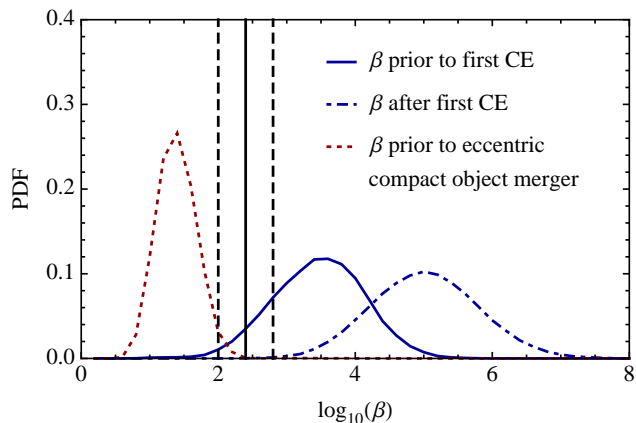 0.4
0.3
0.2
0.1
0.0
PDF
β prior to first CE
β after first CE
β prior to eccentric
compact object merger
0 2 4 6 8
log₁₀(β)